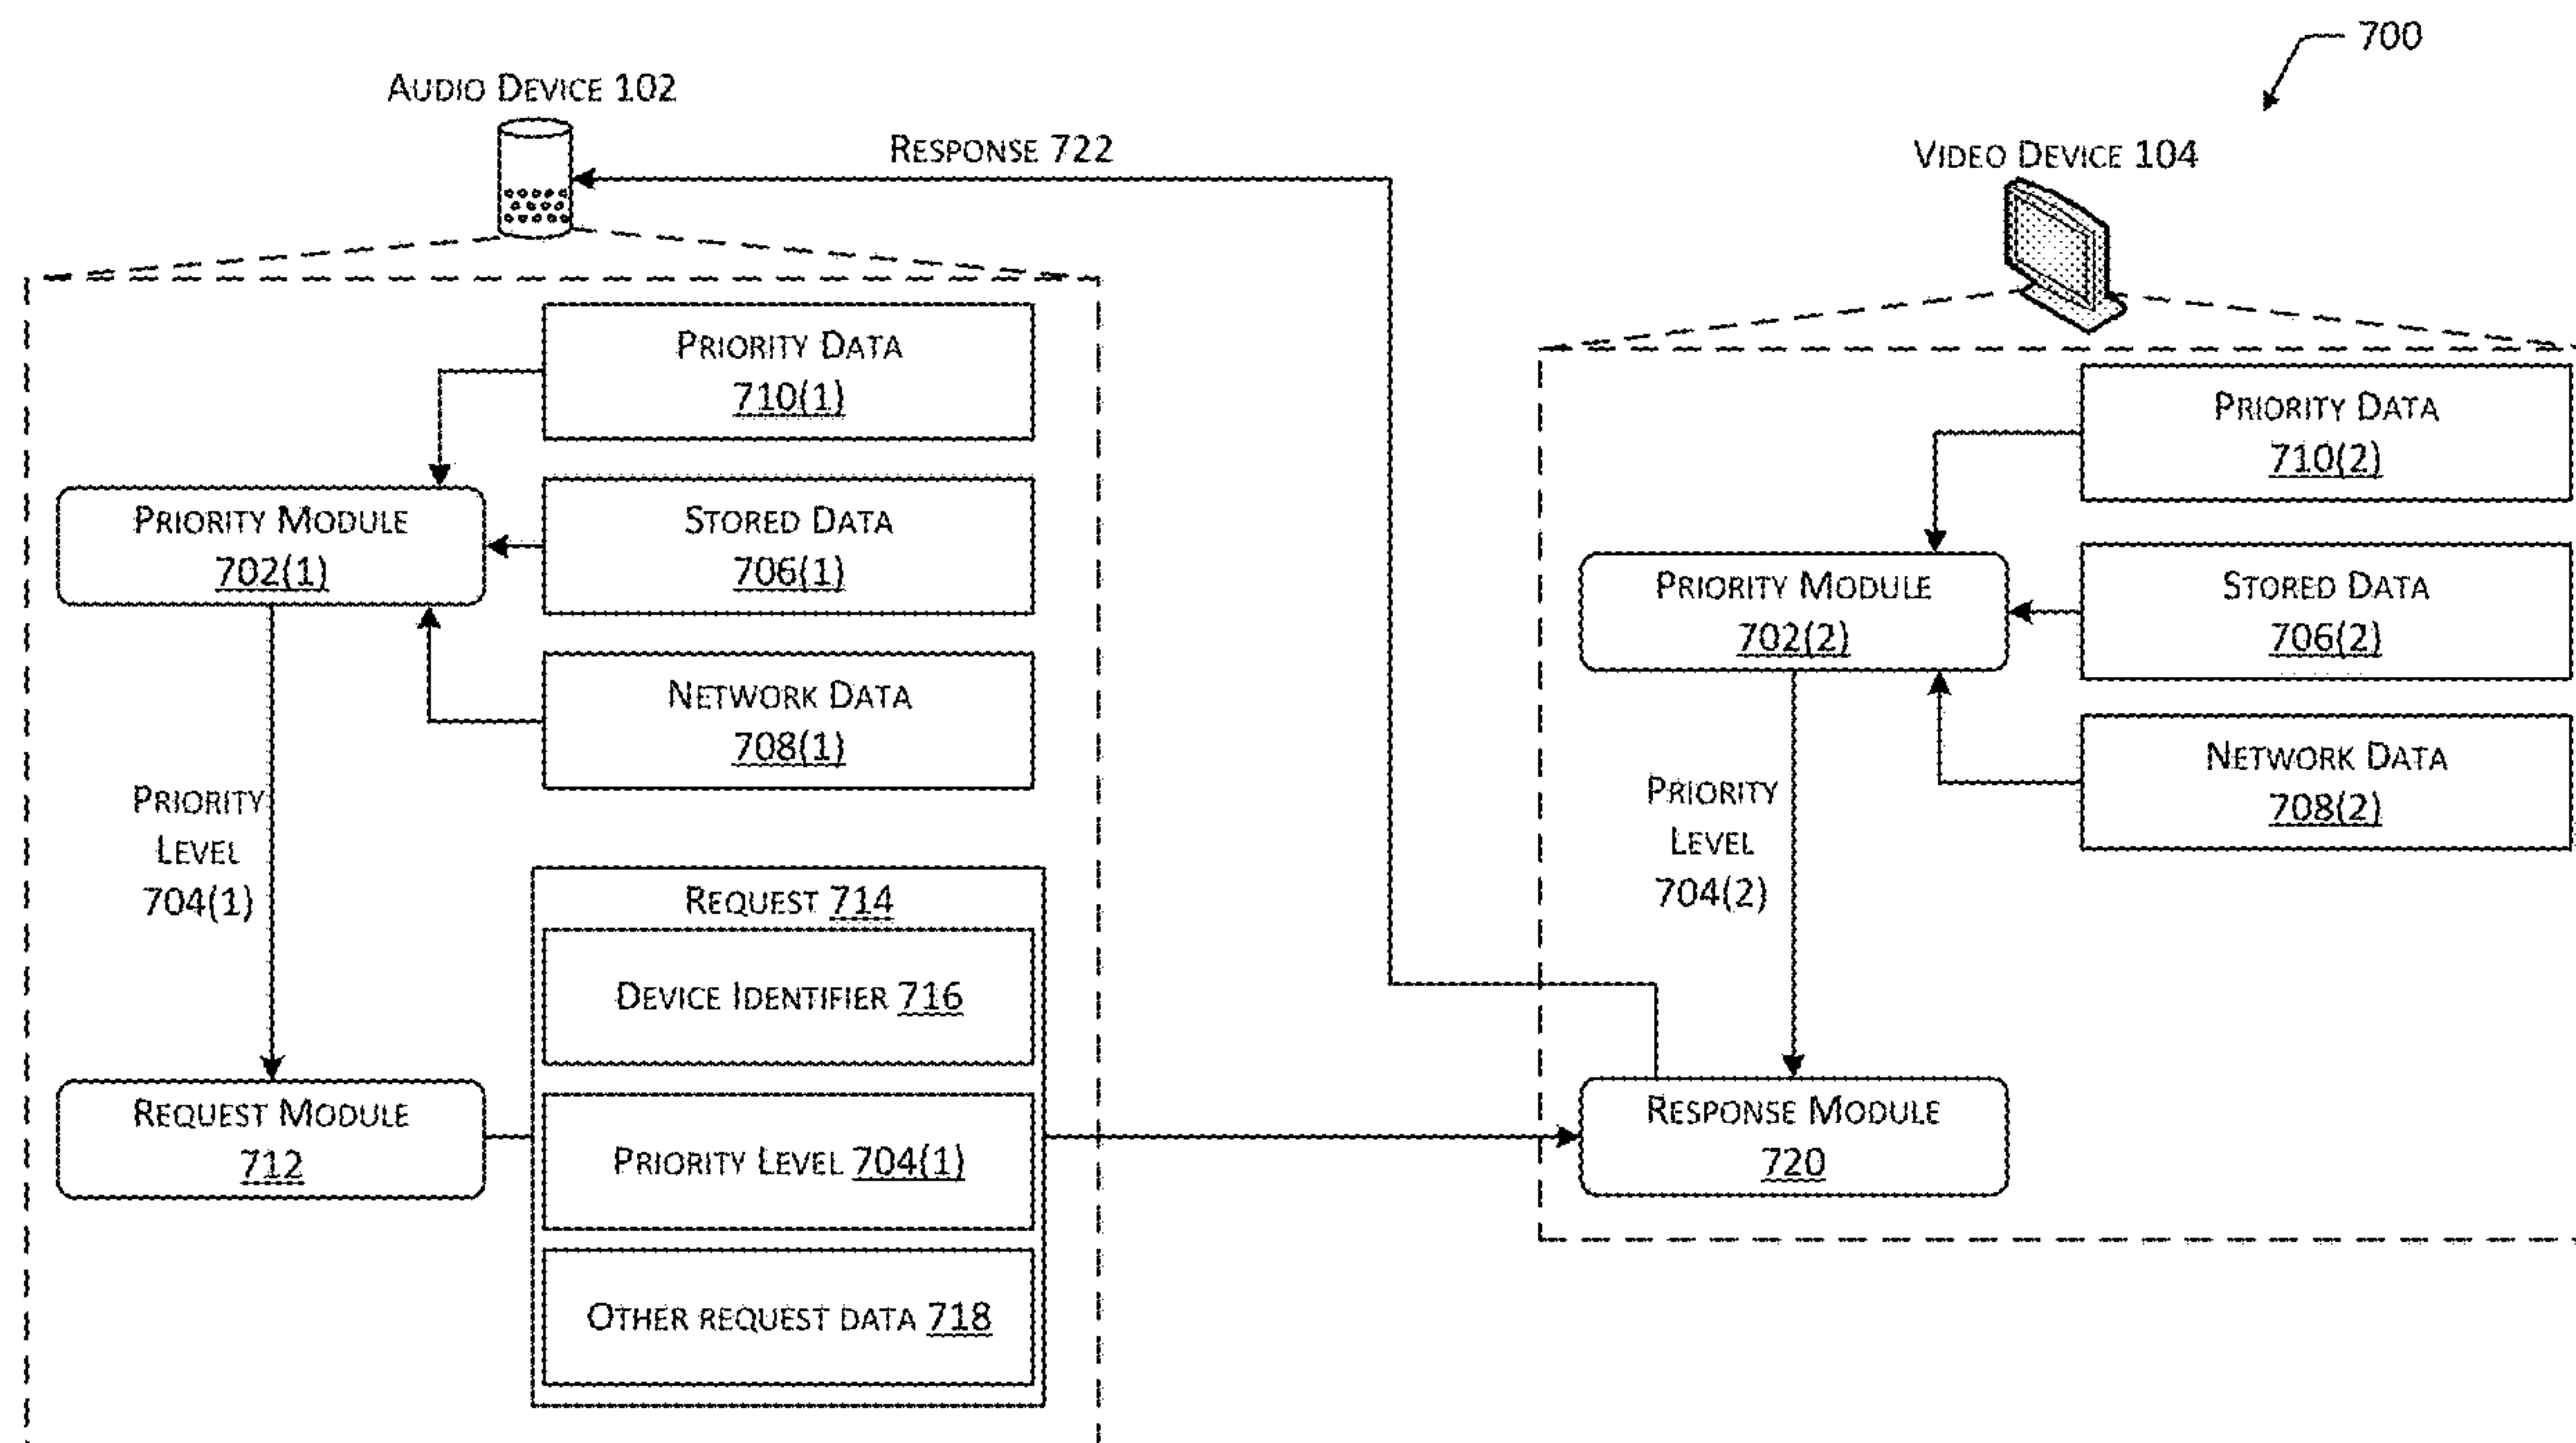 700
AUDIO DEVICE 102
RESPONSE 722
VIDEO DEVICE 104
PRIORITY DATA
710(1)
PRIORITY MODULE
702(1)
STORED DATA
706(1)
NETWORK DATA
708(1)
PRIORITY
LEVEL
704(1)
REQUEST 714
DEVICE IDENTIFIER 716
REQUEST MODULE
712
PRIORITY LEVEL 704(1)
OTHER REQUEST DATA 718
PRIORITY DATA
710(2)
PRIORITY MODULE
702(2)
STORED DATA
706(2)
NETWORK DATA
708(2)
PRIORITY
LEVEL
704(2)
RESPONSE MODULE
720